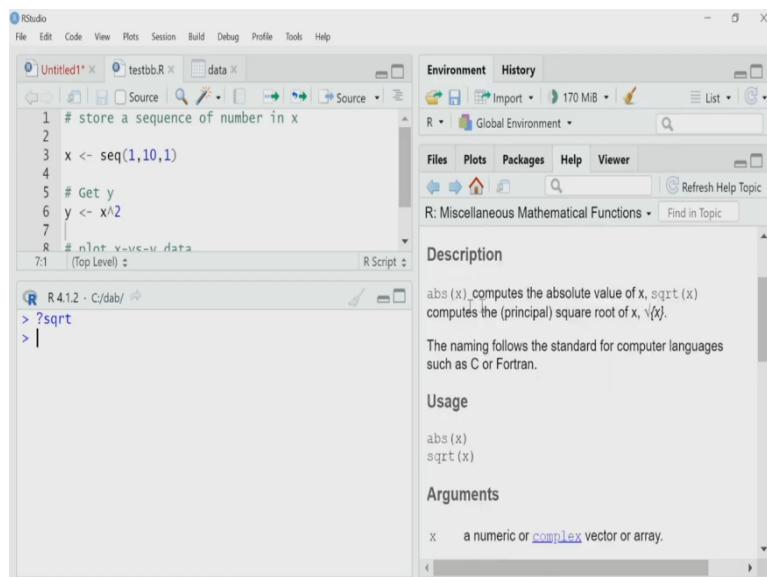 RStudio
File Edit Code View Plots Session Build Debug Profile Tools Help
Untitled1* testbb.R data
Source Source
1 # store a sequence of number in x
2
3 x <- seq(1,10,1)
4
5 # Get y
6 y <- x^2
7
8 # plot x-vs-y data
7:1 (Top Level) R Script
R 4.1.2 · C:/dab/
> ?sqrt
>
Environment History
Import 170 MiB List
R Global Environment
Files Plots Packages Help Viewer
Refresh Help Topic
R: Miscellaneous Mathematical Functions Find in Topic
Description
abs(x) computes the absolute value of x, sqrt(x)
computes the (principal) square root of x, √{x}.
The naming follows the standard for computer languages
such as C or Fortran.
Usage
abs(x)
sqrt(x)
Arguments
x a numeric or complex vector or array.